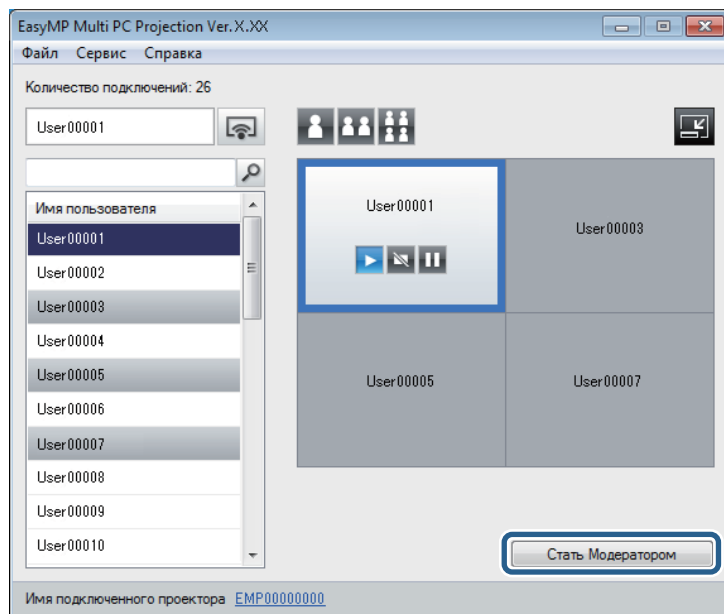 EasyMP Multi PC Projection Ver.X.XX
Файл Сервис Справка
Количество подключений: 26
User00001
Имя пользователя
User00001
User00002
User00003
User00004
User00005
User00006
User00007
User00008
User00009
User00010
User00001
User00003
User00005
User00007
Стать Модератором
Имя подключенного проектора EMP00000000